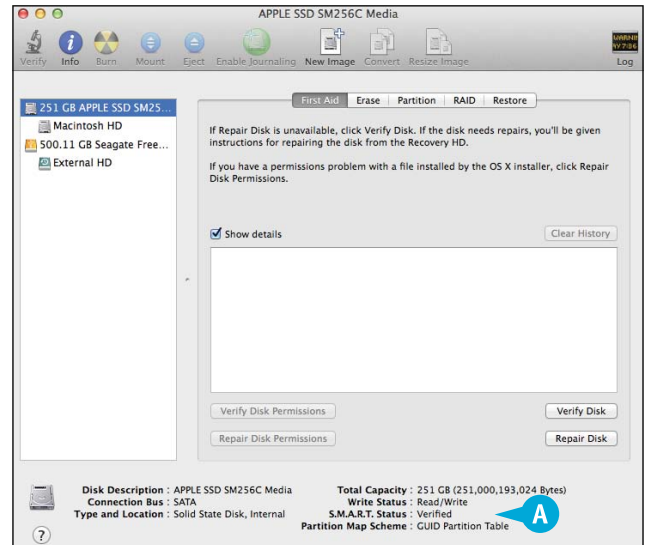 APPLE SSD SM256C Media
Verify Info Burn Mount Eject Enable Journaling New Image Convert Resize Image Log
251 GB APPLE SSD SM25...
Macintosh HD
500.11 GB Seagate Free...
External HD
First Aid Erase Partition RAID Restore
If Repair Disk is unavailable, click Verify Disk. If the disk needs repairs, you'll be given
instructions for repairing the disk from the Recovery HD.
If you have a permissions problem with a file installed by the OS X installer, click Repair
Disk Permissions.
Show details
Clear History
Verify Disk Permissions
Verify Disk
Repair Disk Permissions
Repair Disk
Disk Description : APPLE SSD SM256C Media
Connection Bus : SATA
Type and Location : Solid State Disk, Internal
Total Capacity : 251 GB (251,000,193,024 Bytes)
Write Status : Read/Write
S.M.A.R.T. Status : Verified
Partition Map Scheme : GUID Partition Table
A
?